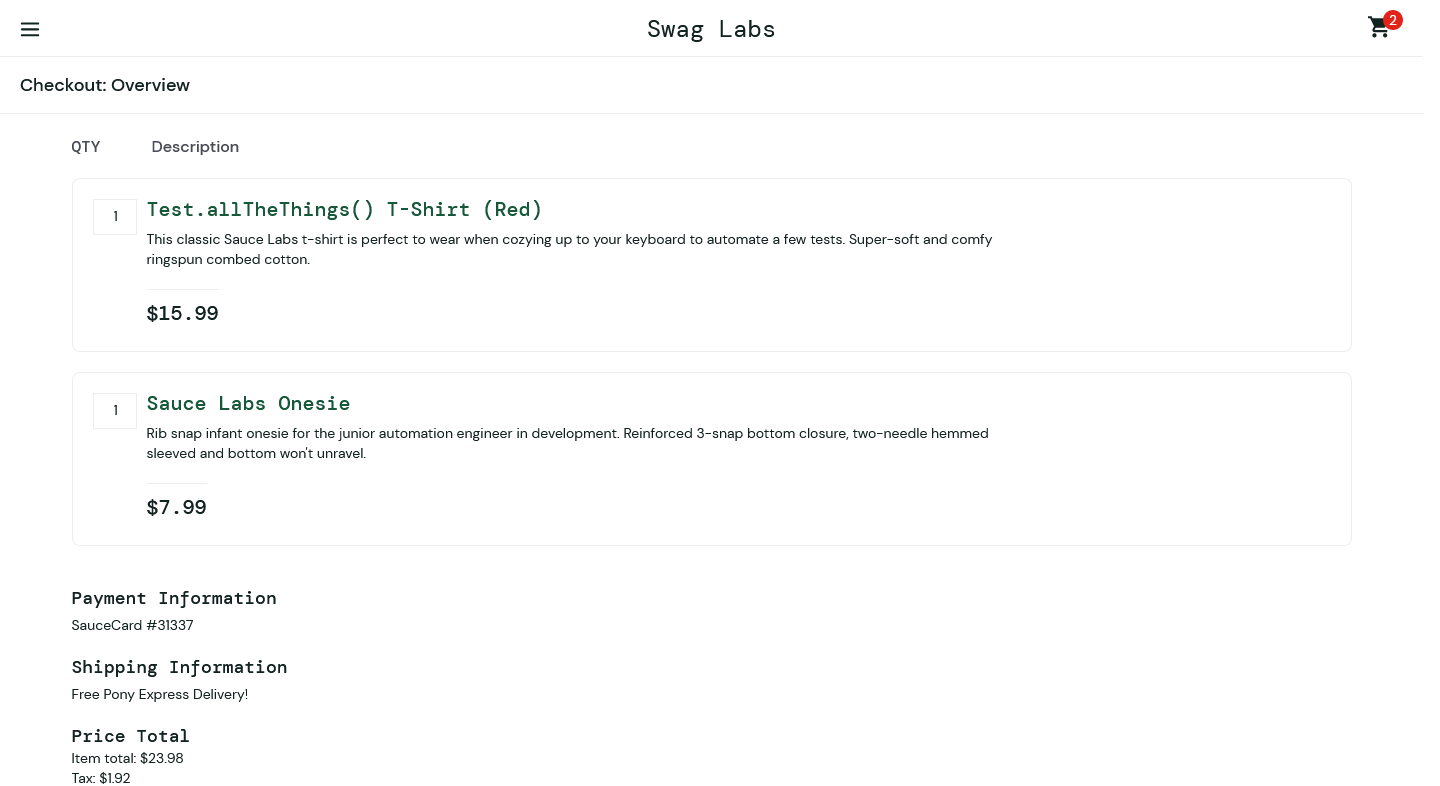 Swag Labs
2
Checkout: Overview
QTY Description
1
Test.allTheThings() T-Shirt (Red)
This classic Sauce Labs t-shirt is perfect to wear when cozying up to your keyboard to automate a few tests. Super-soft and comfy
ringspun combed cotton.
$15.99
1
Sauce Labs Onesie
Rib snap infant onesie for the junior automation engineer in development. Reinforced 3-snap bottom closure, two-needle hemmed
sleeved and bottom won't unravel.
$7.99
Payment Information
SauceCard #31337
Shipping Information
Free Pony Express Delivery!
Price Total
Item total: $23.98
Tax: $1.92